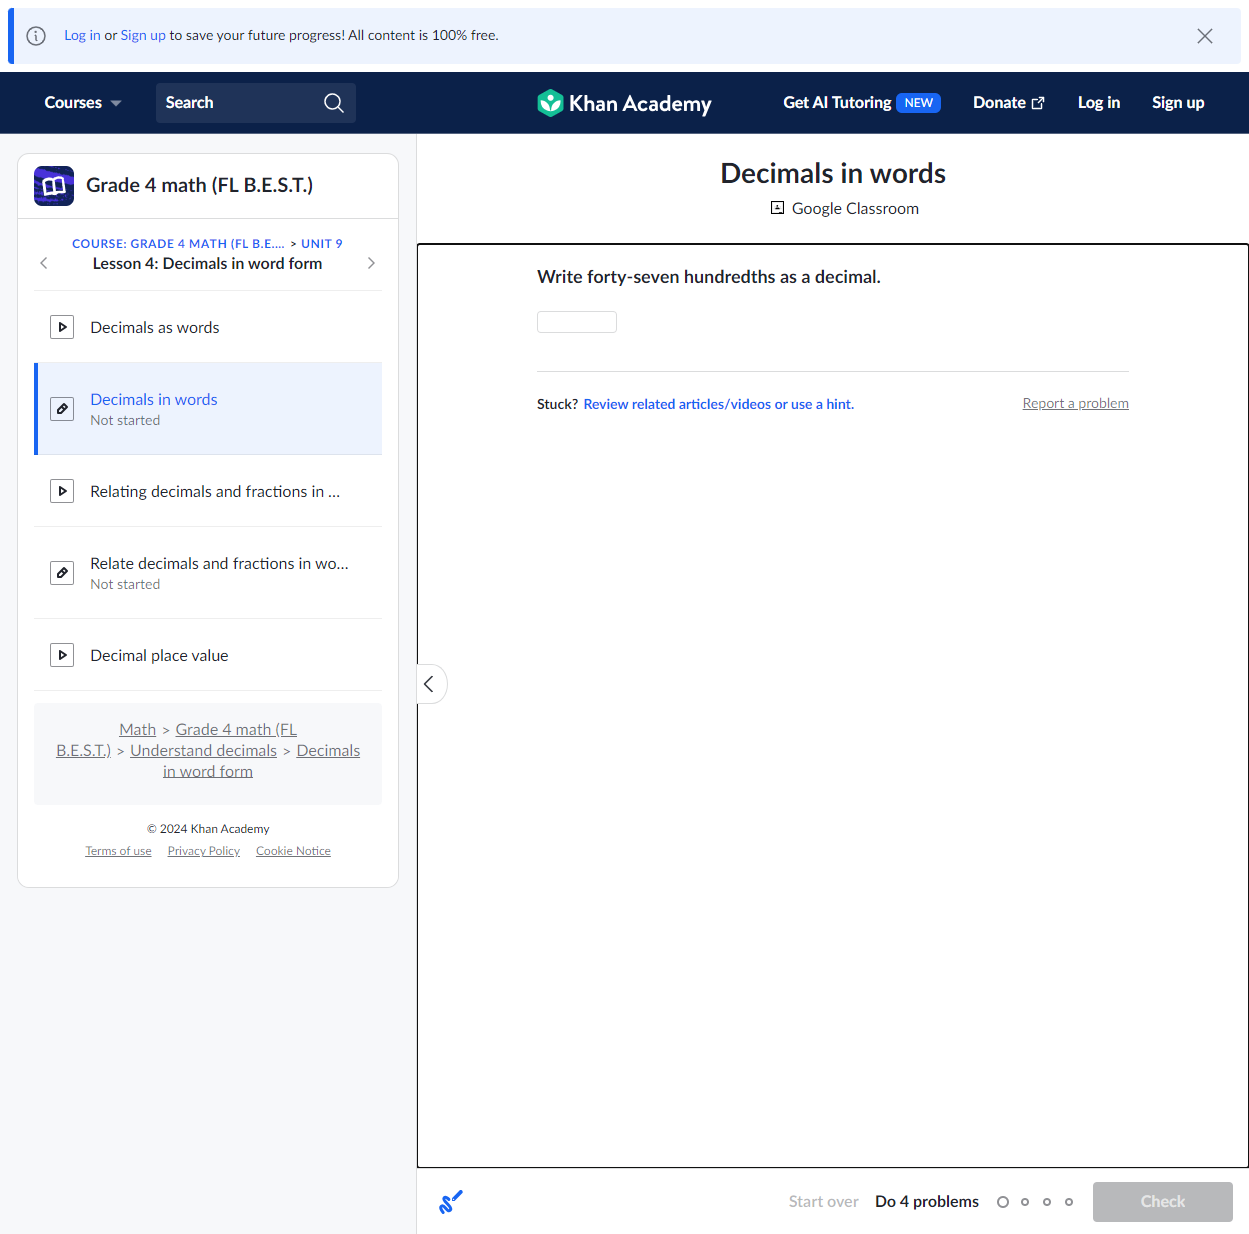 Log in or Sign up to save your future progress! All content is 100% free.
Courses
Search
Khan Academy
Get AI Tutoring NEW
Donate
Log in
Sign up
Grade 4 math (FL B.E.S.T.)
COURSE: GRADE 4 MATH (FL B.E.... > UNIT 9
Lesson 4: Decimals in word form
Decimals as words
Decimals in words
Not started
Relating decimals and fractions in ...
Relate decimals and fractions in wo...
Not started
Decimal place value
Math > Grade 4 math (FL
B.E.S.T.) > Understand decimals > Decimals
in word form
© 2024 Khan Academy
Terms of use Privacy Policy Cookie Notice
Decimals in words
Google Classroom
Write forty-seven hundredths as a decimal.
Stuck? Review related articles/videos or use a hint.
Report a problem
Start over
Do 4 problems
Check